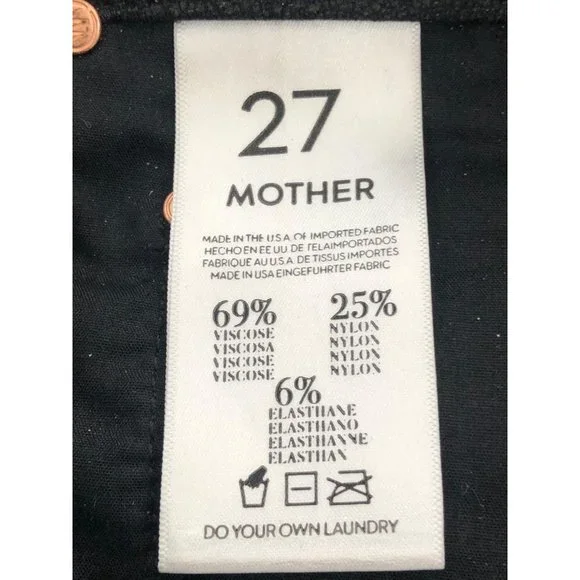 27
MOTHER
MADE IN THE U.S.A. OF IMPORTED FABRIC
HECHO EN EE UU. DE TELAIMPORTADOS
FABRIQUE AU U.S.A. DE TISSUS IMPORTES
MADE IN USA EINGEFUHRTER FABRIC
69%
VISCOSE
VISCOSA
VISCOSE
VISCOSE
25%
NYLON
NYLON
NYLON
NYLON
6%
ELASTHANE
ELASTHANO
ELASTHANNE
ELASTHAN
DO YOUR OWN LAUNDRY